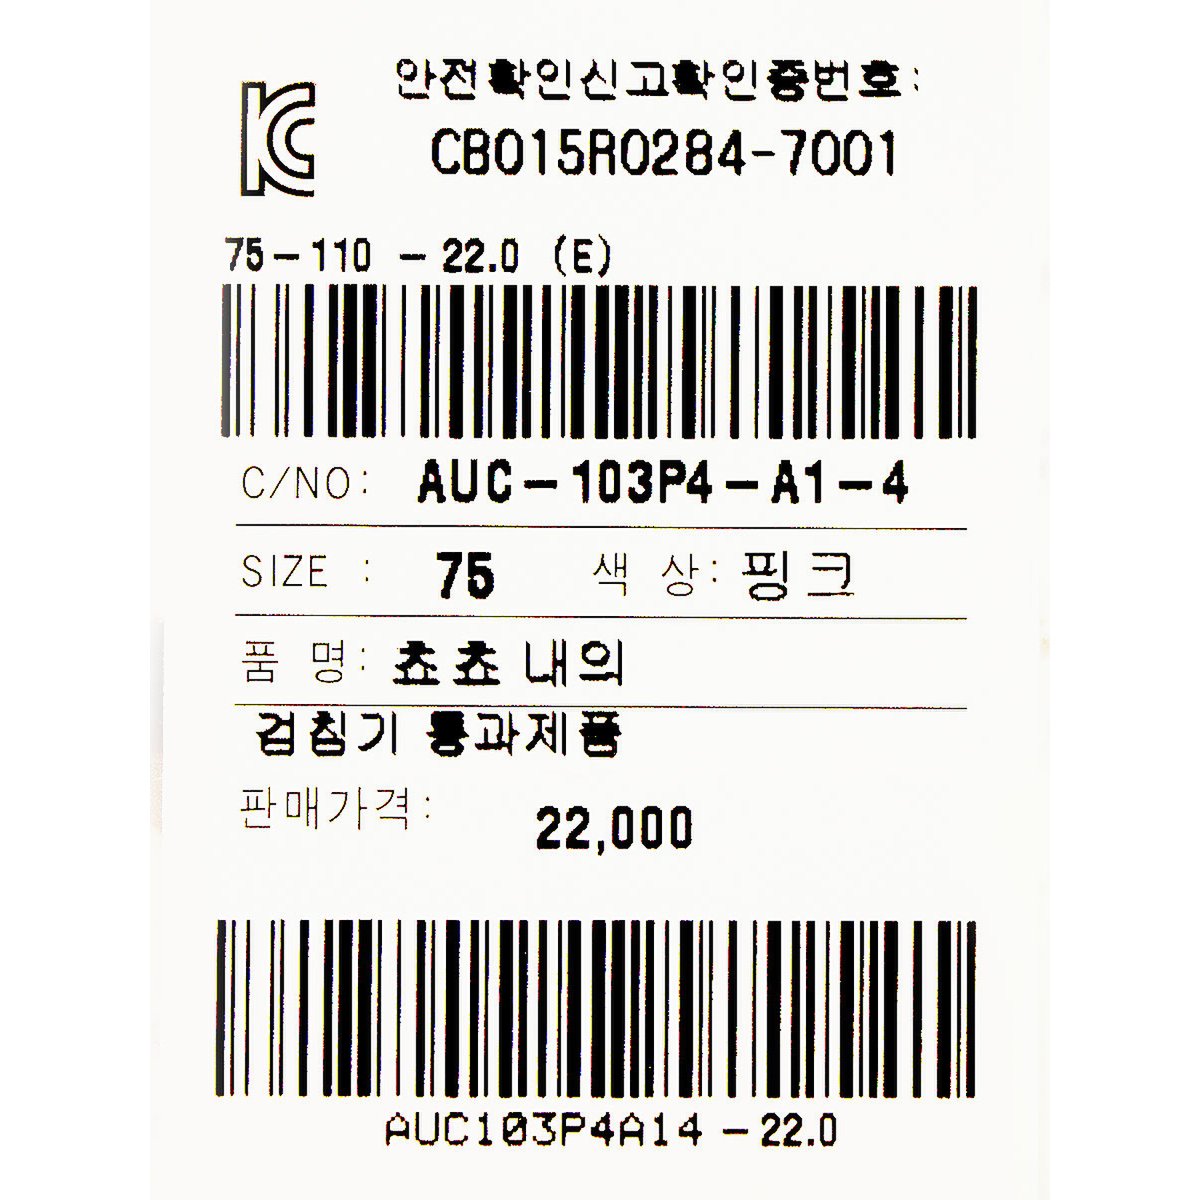 안전확인신고확인증번호:
CB015R0284-7001
75-110 -22.0 (E)
C/NO: AUC-103P4-A1-4
SIZE : 75 색 상: 핑크
품 명: 쵸쵸내의
검침기 통과제품
판매가격: 22,000
AUC103P4A14-22.0